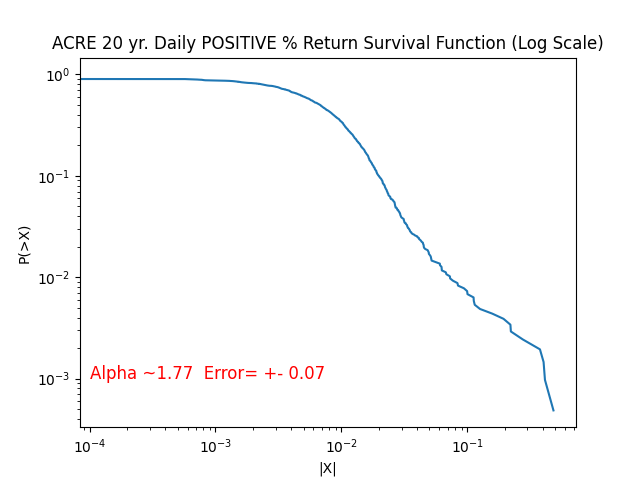 ACRE 20 yr. Daily POSITIVE % Return Survival Function (Log Scale)
P(>X)
10⁰
10⁻¹
10⁻²
10⁻³
Alpha ~1.77  Error= +- 0.07
10⁻⁴ 10⁻³ 10⁻² 10⁻¹
|X|